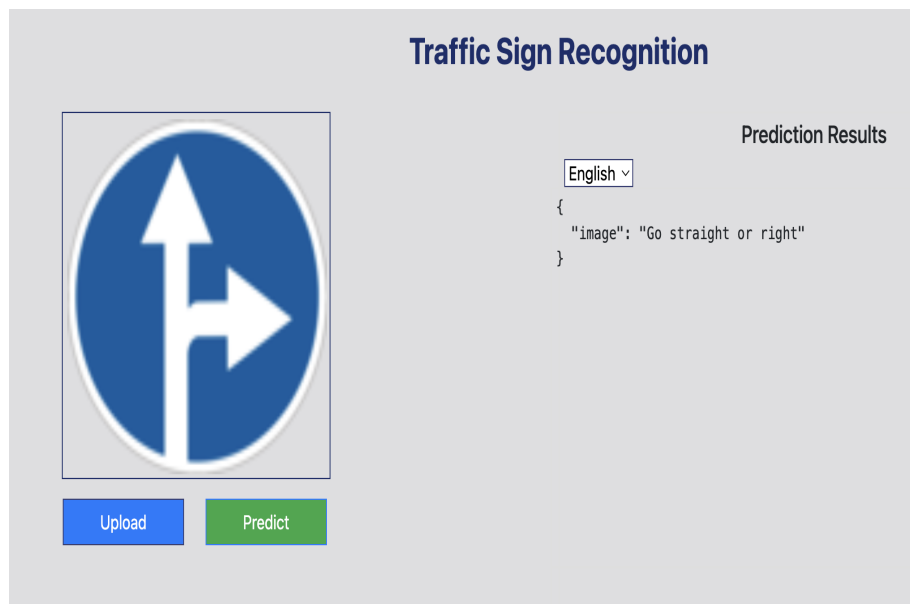 Traffic Sign Recognition
Prediction Results
English
{
"image": "Go straight or right"
}
Upload
Predict